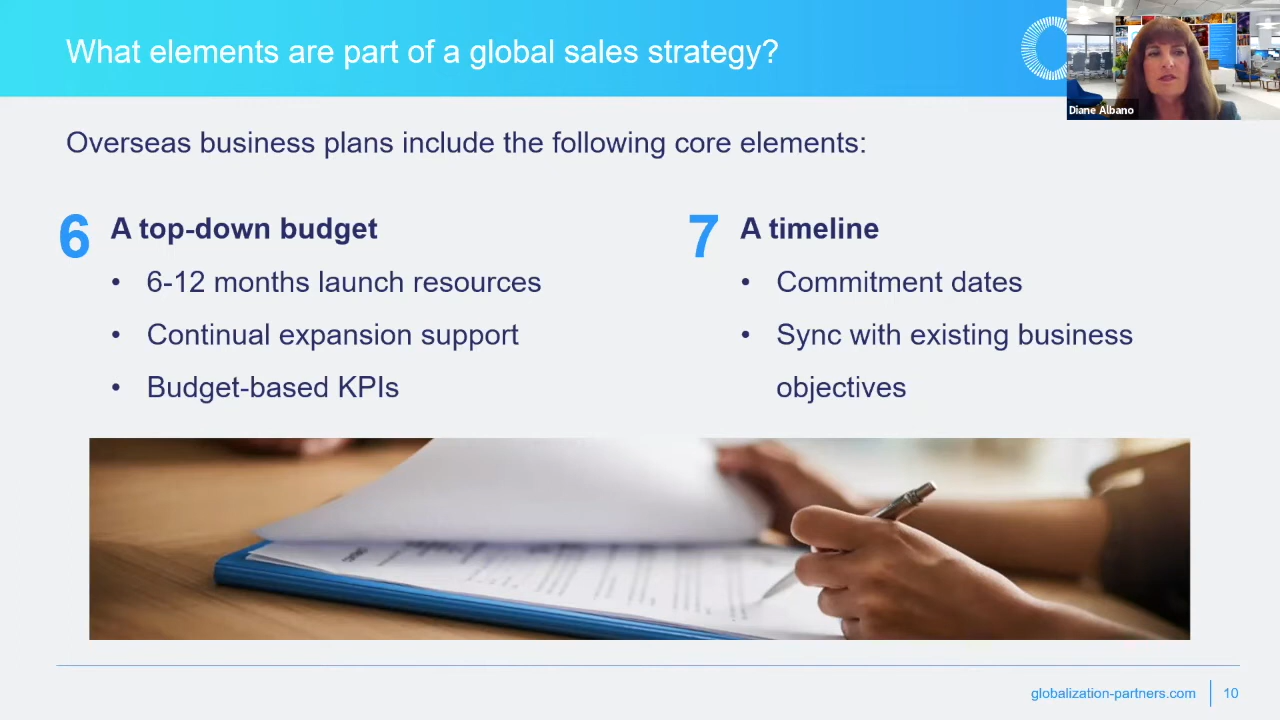 What elements are part of a global sales strategy?
Diane Albano
Overseas business plans include the following core elements:
6 A top-down budget
• 6-12 months launch resources
• Continual expansion support
• Budget-based KPIs
7 A timeline
• Commitment dates
• Sync with existing business
objectives
globalization-partners.com 10